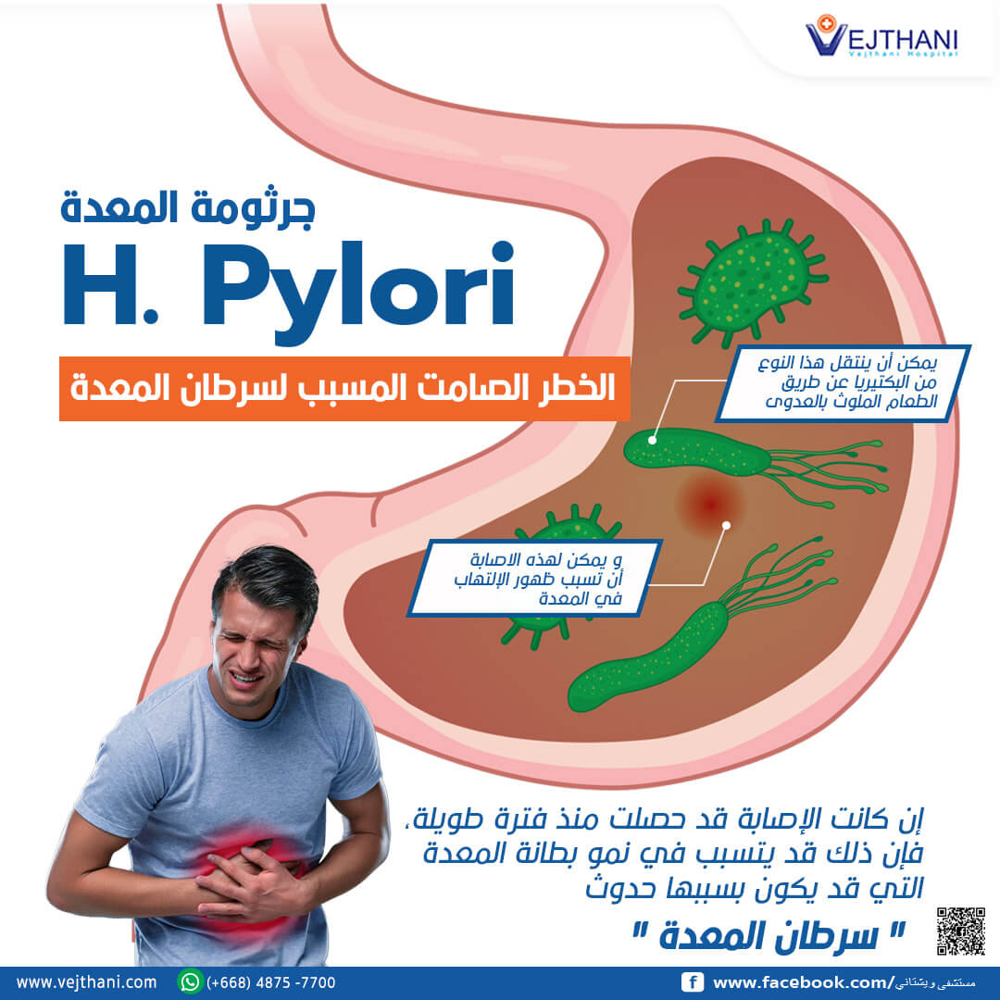 VEJTHANI
Vejthani Hospital
جرثومة المعدة
H. Pylori
الخطر الصامت المسبب لسرطان المعدة
يمكن أن ينتقل هذا النوع
من البكتيريا عن طريق
الطعام الملوث بالعدوى
و يمكن لهذه الاصابة
أن تسبب ظهور الإلتهاب
في المعدة
إن كانت الإصابة قد حصلت منذ فترة طويلة،
فإن ذلك قد يتسبب في نمو بطانة المعدة
التي قد يكون بسببها حدوث
" سرطان المعدة "
www.vejthani.com
(+668) 4875 -7700
www.facebook.com/مستشفى ويشتاني